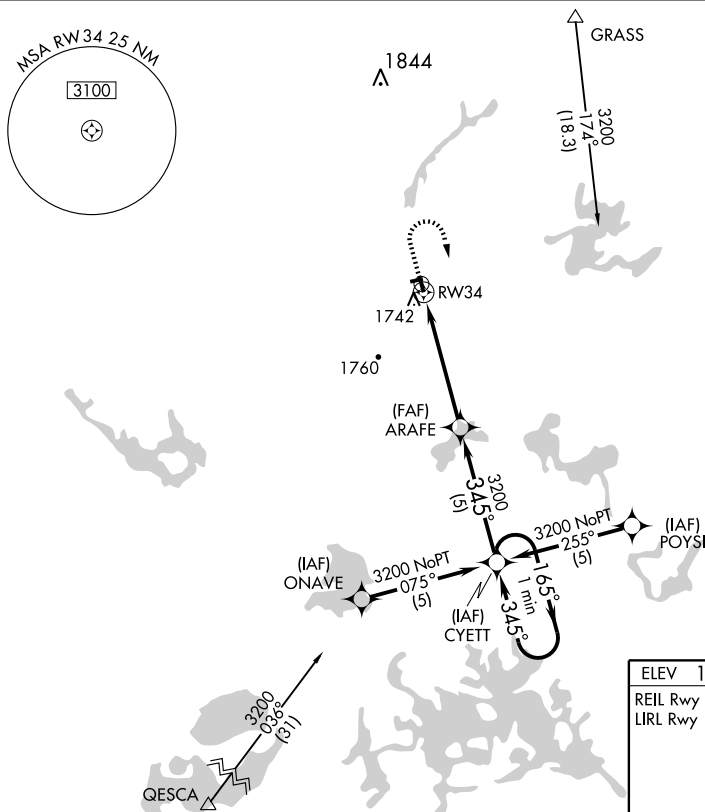 MSA RW34 25 NM
3100
1844
GRASS
3200
174°
(18.3)
RW34
1742
1760
(FAF)
ARAFE
3200
345°
(5)
3200 NoPT
255°
(5)
(IAF)
POYSI
(IAF)
ONAVE
3200 NoPT
075°
(5)
(IAF)
CYETT
165°
1 min
345°
3200
036°
(31)
QESCA
ELEV 1
REIL Rwy
LIRL Rwy